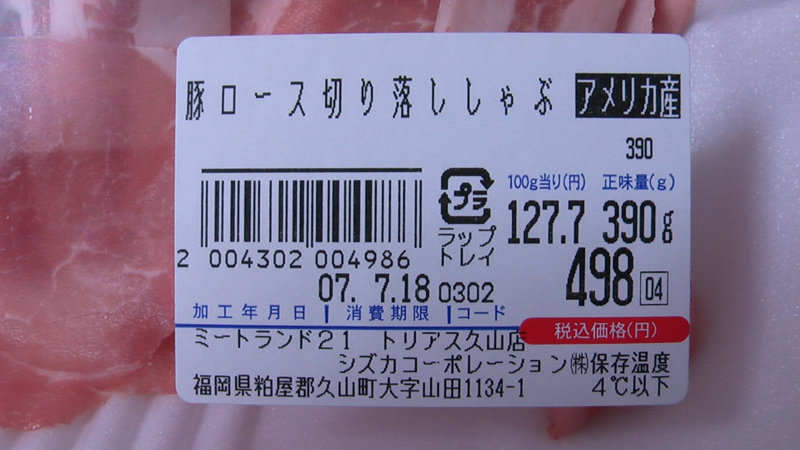 豚ロース切り落ししゃぶ アメリカ産
390
100g当り(円) 正味量(g)
プラ 127.7 390g
ラップ
トレイ
2 004302 004986
498 04
07. 7.18 0302
加工年月日 消費期限 コード
税込価格(円)
ミートランド21 トリアス久山店
シズカコーポレーション㈱保存温度
福岡県粕屋郡久山町大字山田1134-1 4℃以下